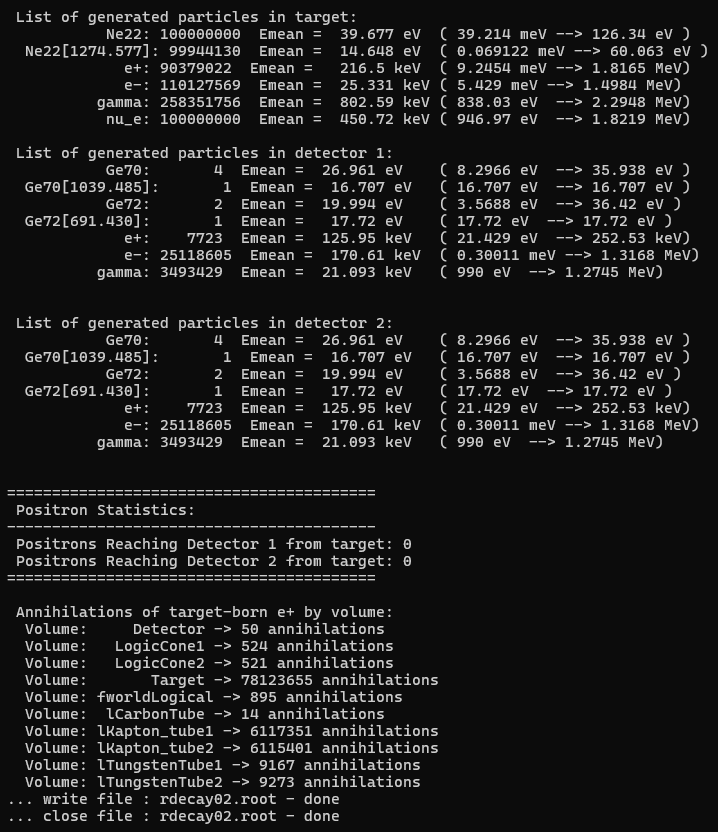 List of generated particles in target:
Ne22: 100000000  Emean =  39.677 eV  ( 39.214 meV --> 126.34 eV )
Ne22[1274.577]: 99944130  Emean =  14.648 eV  ( 0.069122 meV --> 60.063 eV )
e+: 90379022  Emean =   216.5 keV  ( 9.2454 meV --> 1.8165 MeV)
e-: 110127569  Emean =  25.331 keV ( 5.429 meV --> 1.4984 MeV)
gamma: 258351756  Emean =  802.59 keV ( 838.03 eV  --> 2.2948 MeV)
nu_e: 100000000  Emean =  450.72 keV ( 946.97 eV  --> 1.8219 MeV)
List of generated particles in detector 1:
Ge70:       4  Emean =  26.961 eV    ( 8.2966 eV  --> 35.938 eV )
Ge70[1039.485]:       1  Emean =  16.707 eV   ( 16.707 eV  --> 16.707 eV )
Ge72:       2  Emean =  19.994 eV    ( 3.5688 eV  --> 36.42 eV )
Ge72[691.430]:       1  Emean =  17.72 eV    ( 17.72 eV  --> 17.72 eV )
e+:    7723  Emean =  125.95 keV   ( 21.429 eV  --> 252.53 keV)
e-: 25118605  Emean =  170.61 keV  ( 0.30011 meV --> 1.3168 MeV)
gamma: 3493429  Emean =  21.093 keV   ( 990 eV  --> 1.2745 MeV)
List of generated particles in detector 2:
Ge70:       4  Emean =  26.961 eV    ( 8.2966 eV  --> 35.938 eV )
Ge70[1039.485]:       1  Emean =  16.707 eV   ( 16.707 eV  --> 16.707 eV )
Ge72:       2  Emean =  19.994 eV    ( 3.5688 eV  --> 36.42 eV )
Ge72[691.430]:       1  Emean =  17.72 eV    ( 17.72 eV  --> 17.72 eV )
e+:    7723  Emean =  125.95 keV   ( 21.429 eV  --> 252.53 keV)
e-: 25118605  Emean =  170.61 keV  ( 0.30011 meV --> 1.3168 MeV)
gamma: 3493429  Emean =  21.093 keV   ( 990 eV  --> 1.2745 MeV)
=========================================
Positron Statistics:
-----------------------------------------
Positrons Reaching Detector 1 from target: 0
Positrons Reaching Detector 2 from target: 0
=========================================
Annihilations of target-born e+ by volume:
Volume:     Detector -> 50 annihilations
Volume:   LogicCone1 -> 524 annihilations
Volume:   LogicCone2 -> 521 annihilations
Volume:       Target -> 78123655 annihilations
Volume: fworldLogical -> 895 annihilations
Volume:  lCarbonTube -> 14 annihilations
Volume: lKapton_tube1 -> 6117351 annihilations
Volume: lKapton_tube2 -> 6115401 annihilations
Volume: lTungstenTube1 -> 9167 annihilations
Volume: lTungstenTube2 -> 9273 annihilations
... write file : rdecay02.root - done
... close file : rdecay02.root - done